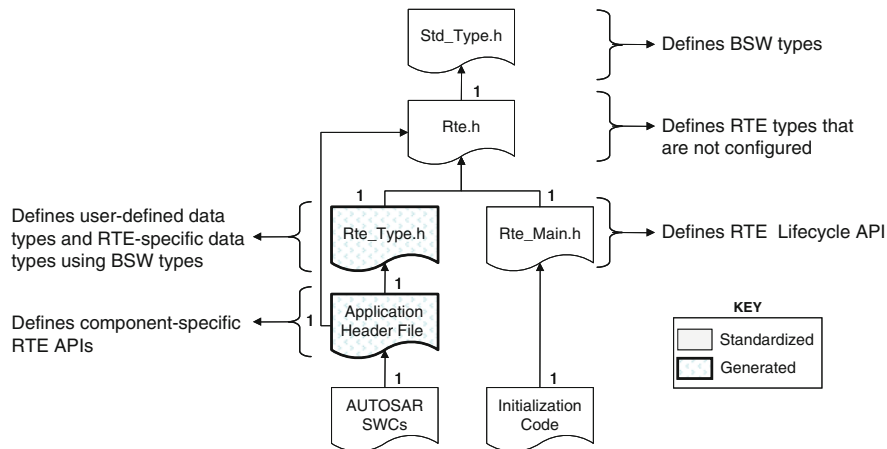 Std_Type.h
Defines BSW types
1
Rte.h
Defines RTE types that
are not configured
1
1
Defines user-defined data
types and RTE-specific data
types using BSW types
Rte_Type.h
Rte_Main.h
Defines RTE Lifecycle API
1
Defines component-specific
RTE APIs
1
Application
Header File
KEY
Standardized
Generated
1
1
AUTOSAR
SWCs
Initialization
Code